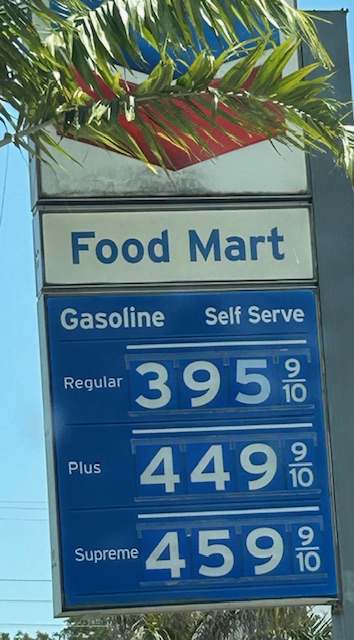 Food Mart
Gasoline Self Serve
Regular 395 9/10
Plus 449 9/10
Supreme 459 9/10